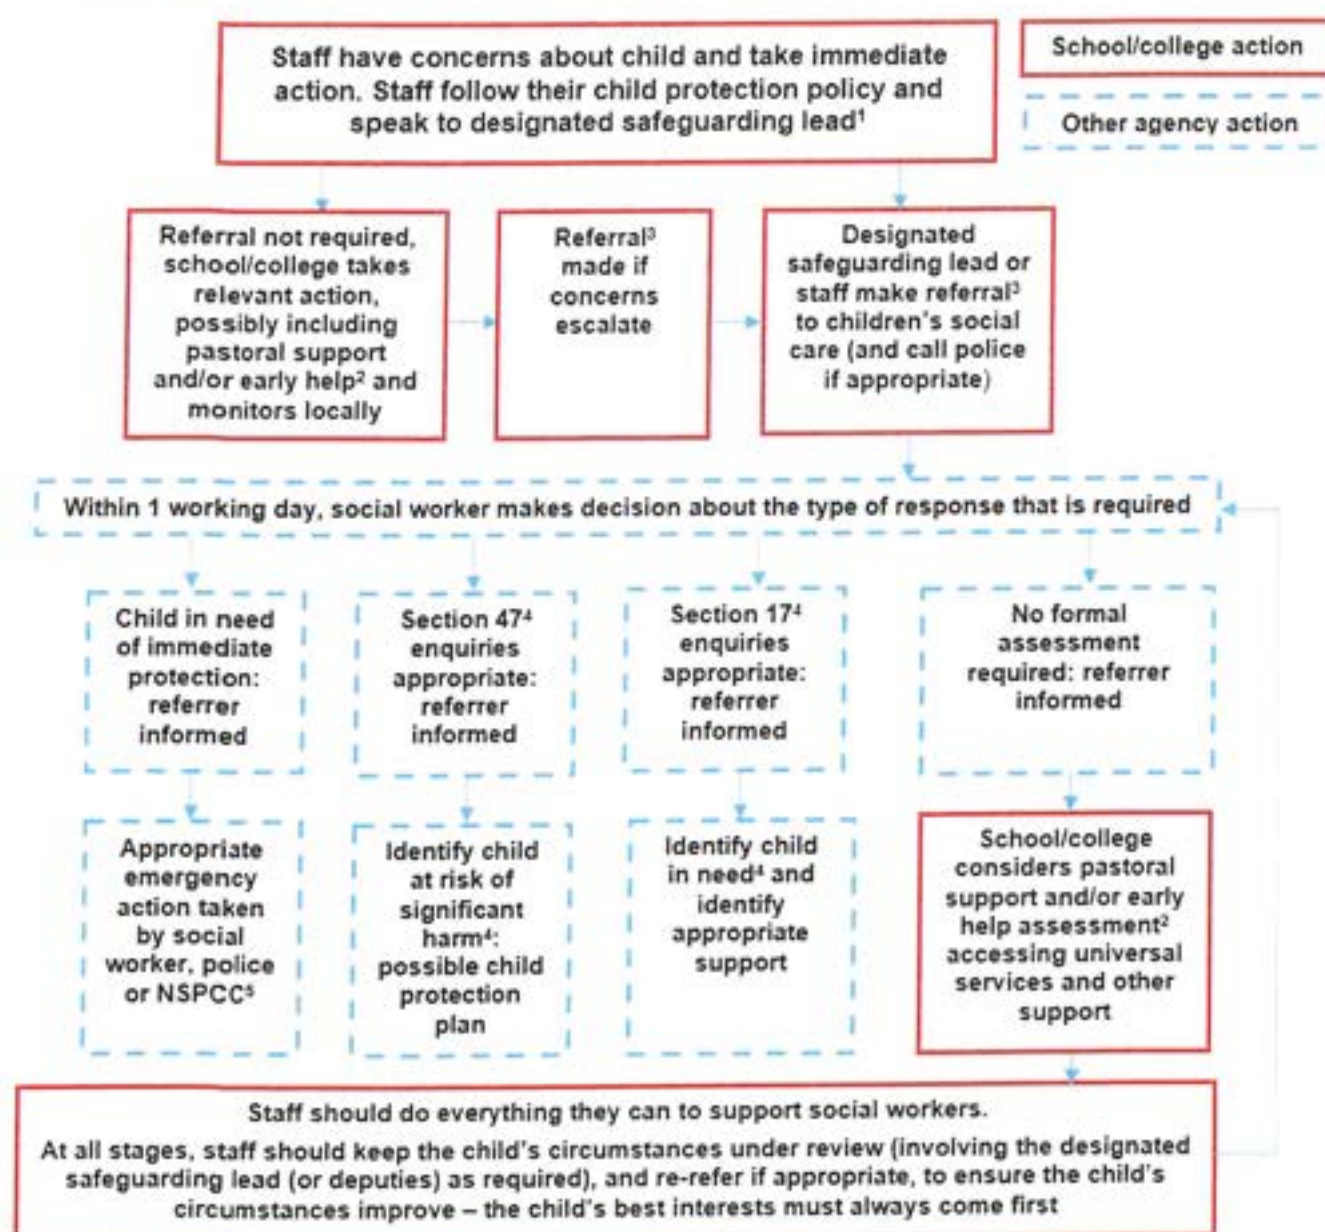 Staff have concerns about child and take immediate
action. Staff follow their child protection policy and
speak to designated safeguarding lead¹
School/college action
Other agency action
Referral not required,
school/college takes
relevant action,
possibly including
pastoral support
and/or early help² and
monitors locally
Referral³
made if
concerns
escalate
Designated
safeguarding lead or
staff make referral³
to children's social
care (and call police
if appropriate)
Within 1 working day, social worker makes decision about the type of response that is required
Child in need
of immediate
protection:
referrer
informed
Section 47⁴
enquiries
appropriate:
referrer
informed
Section 17⁴
enquiries
appropriate:
referrer
informed
No formal
assessment
required: referrer
informed
Appropriate
emergency
action taken
by social
worker, police
or NSPCC⁵
Identify child
at risk of
significant
harm⁴:
possible child
protection
plan
Identify child
in need⁴ and
identify
appropriate
support
School/college
considers pastoral
support and/or early
help assessment²
accessing universal
services and other
support
Staff should do everything they can to support social workers.
At all stages, staff should keep the child's circumstances under review (involving the designated
safeguarding lead (or deputies) as required), and re-refer if appropriate, to ensure the child's
circumstances improve – the child's best interests must always come first